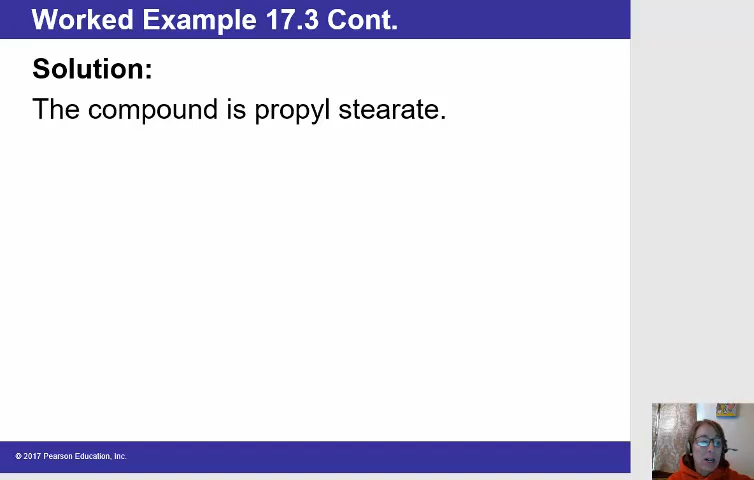 Worked Example 17.3 Cont.
Solution:
The compound is propyl stearate.
© 2017 Pearson Education, Inc.